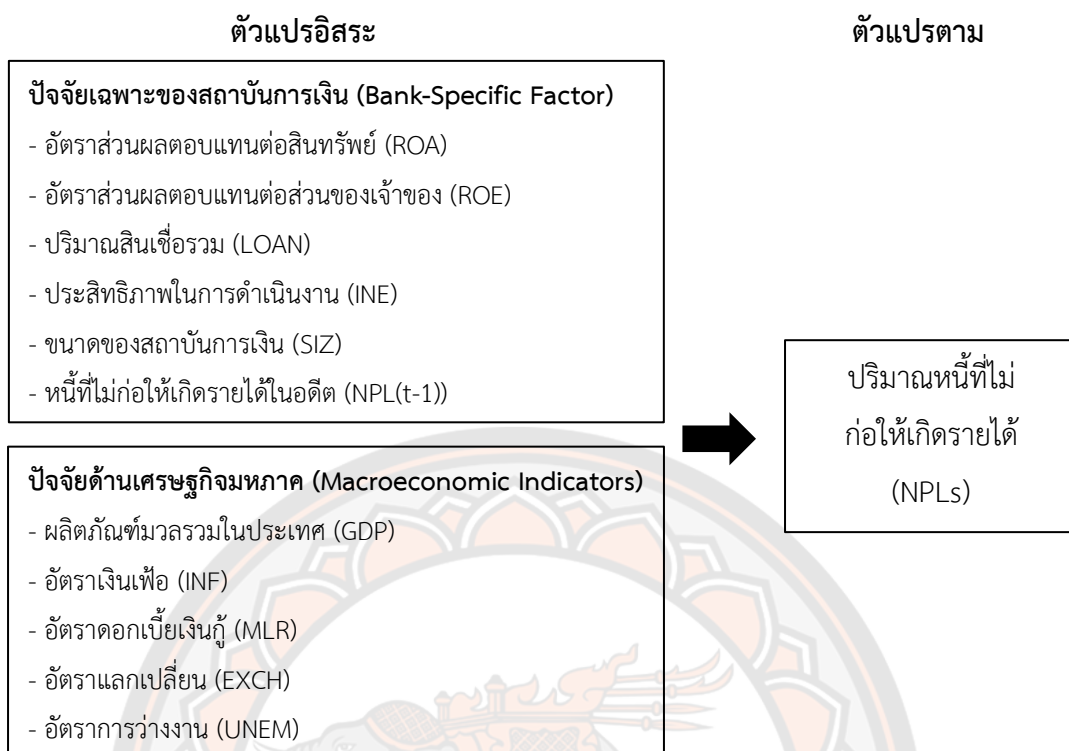 ตัวแปรอิสระ
ตัวแปรตาม
ปัจจัยเฉพาะของสถาบันการเงิน (Bank-Specific Factor)
- อัตราส่วนผลตอบแทนต่อสินทรัพย์ (ROA)
- อัตราส่วนผลตอบแทนต่อส่วนของเจ้าของ (ROE)
- ปริมาณสินเชื่อรวม (LOAN)
- ประสิทธิภาพในการดำเนินงาน (INE)
- ขนาดของสถาบันการเงิน (SIZ)
- หนี้ที่ไม่ก่อให้เกิดรายได้ในอดีต (NPL(t-1))
ปัจจัยด้านเศรษฐกิจมหภาค (Macroeconomic Indicators)
- ผลิตภัณฑ์มวลรวมในประเทศ (GDP)
- อัตราเงินเฟ้อ (INF)
- อัตราดอกเบี้ยเงินกู้ (MLR)
- อัตราแลกเปลี่ยน (EXCH)
- อัตราการว่างงาน (UNEM)
ปริมาณหนี้ที่ไม่
ก่อให้เกิดรายได้
(NPLs)